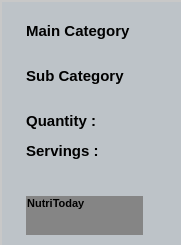 Main Category
Sub Category
Quantity :
Servings :
NutriToday